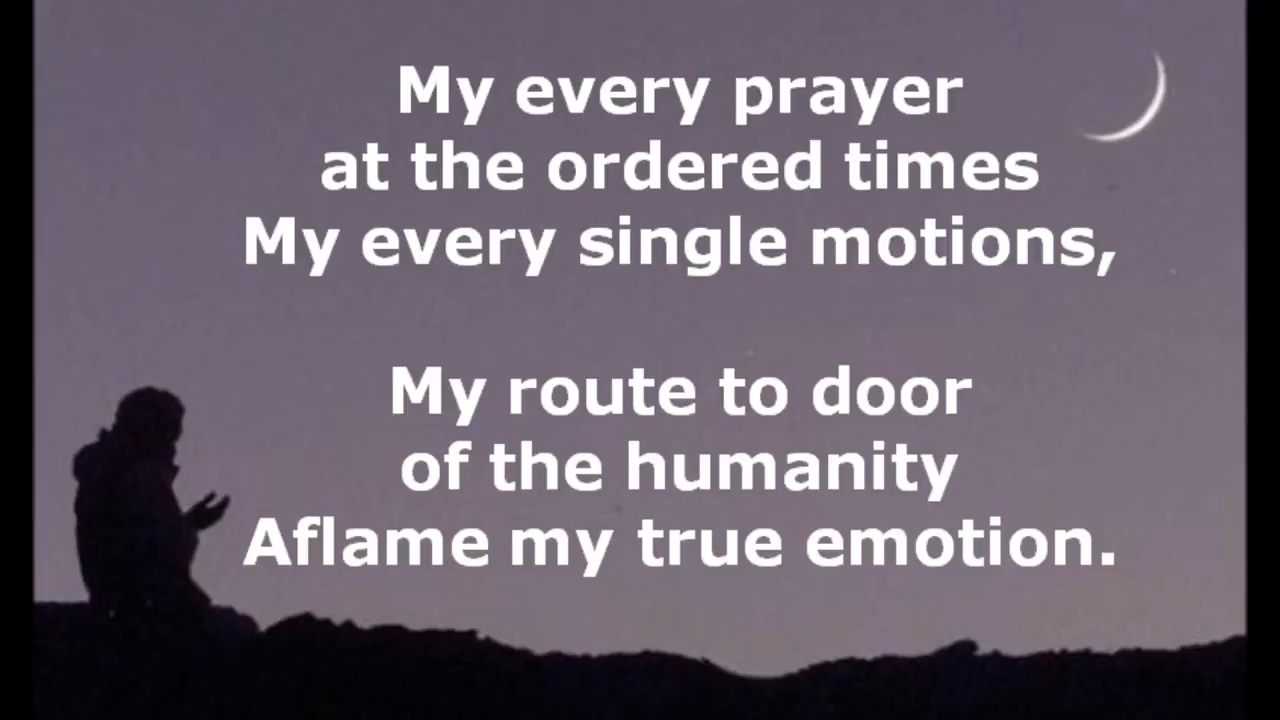 My every prayer
at the ordered times
My every single motions,
My route to door
of the humanity
Aflame my true emotion.